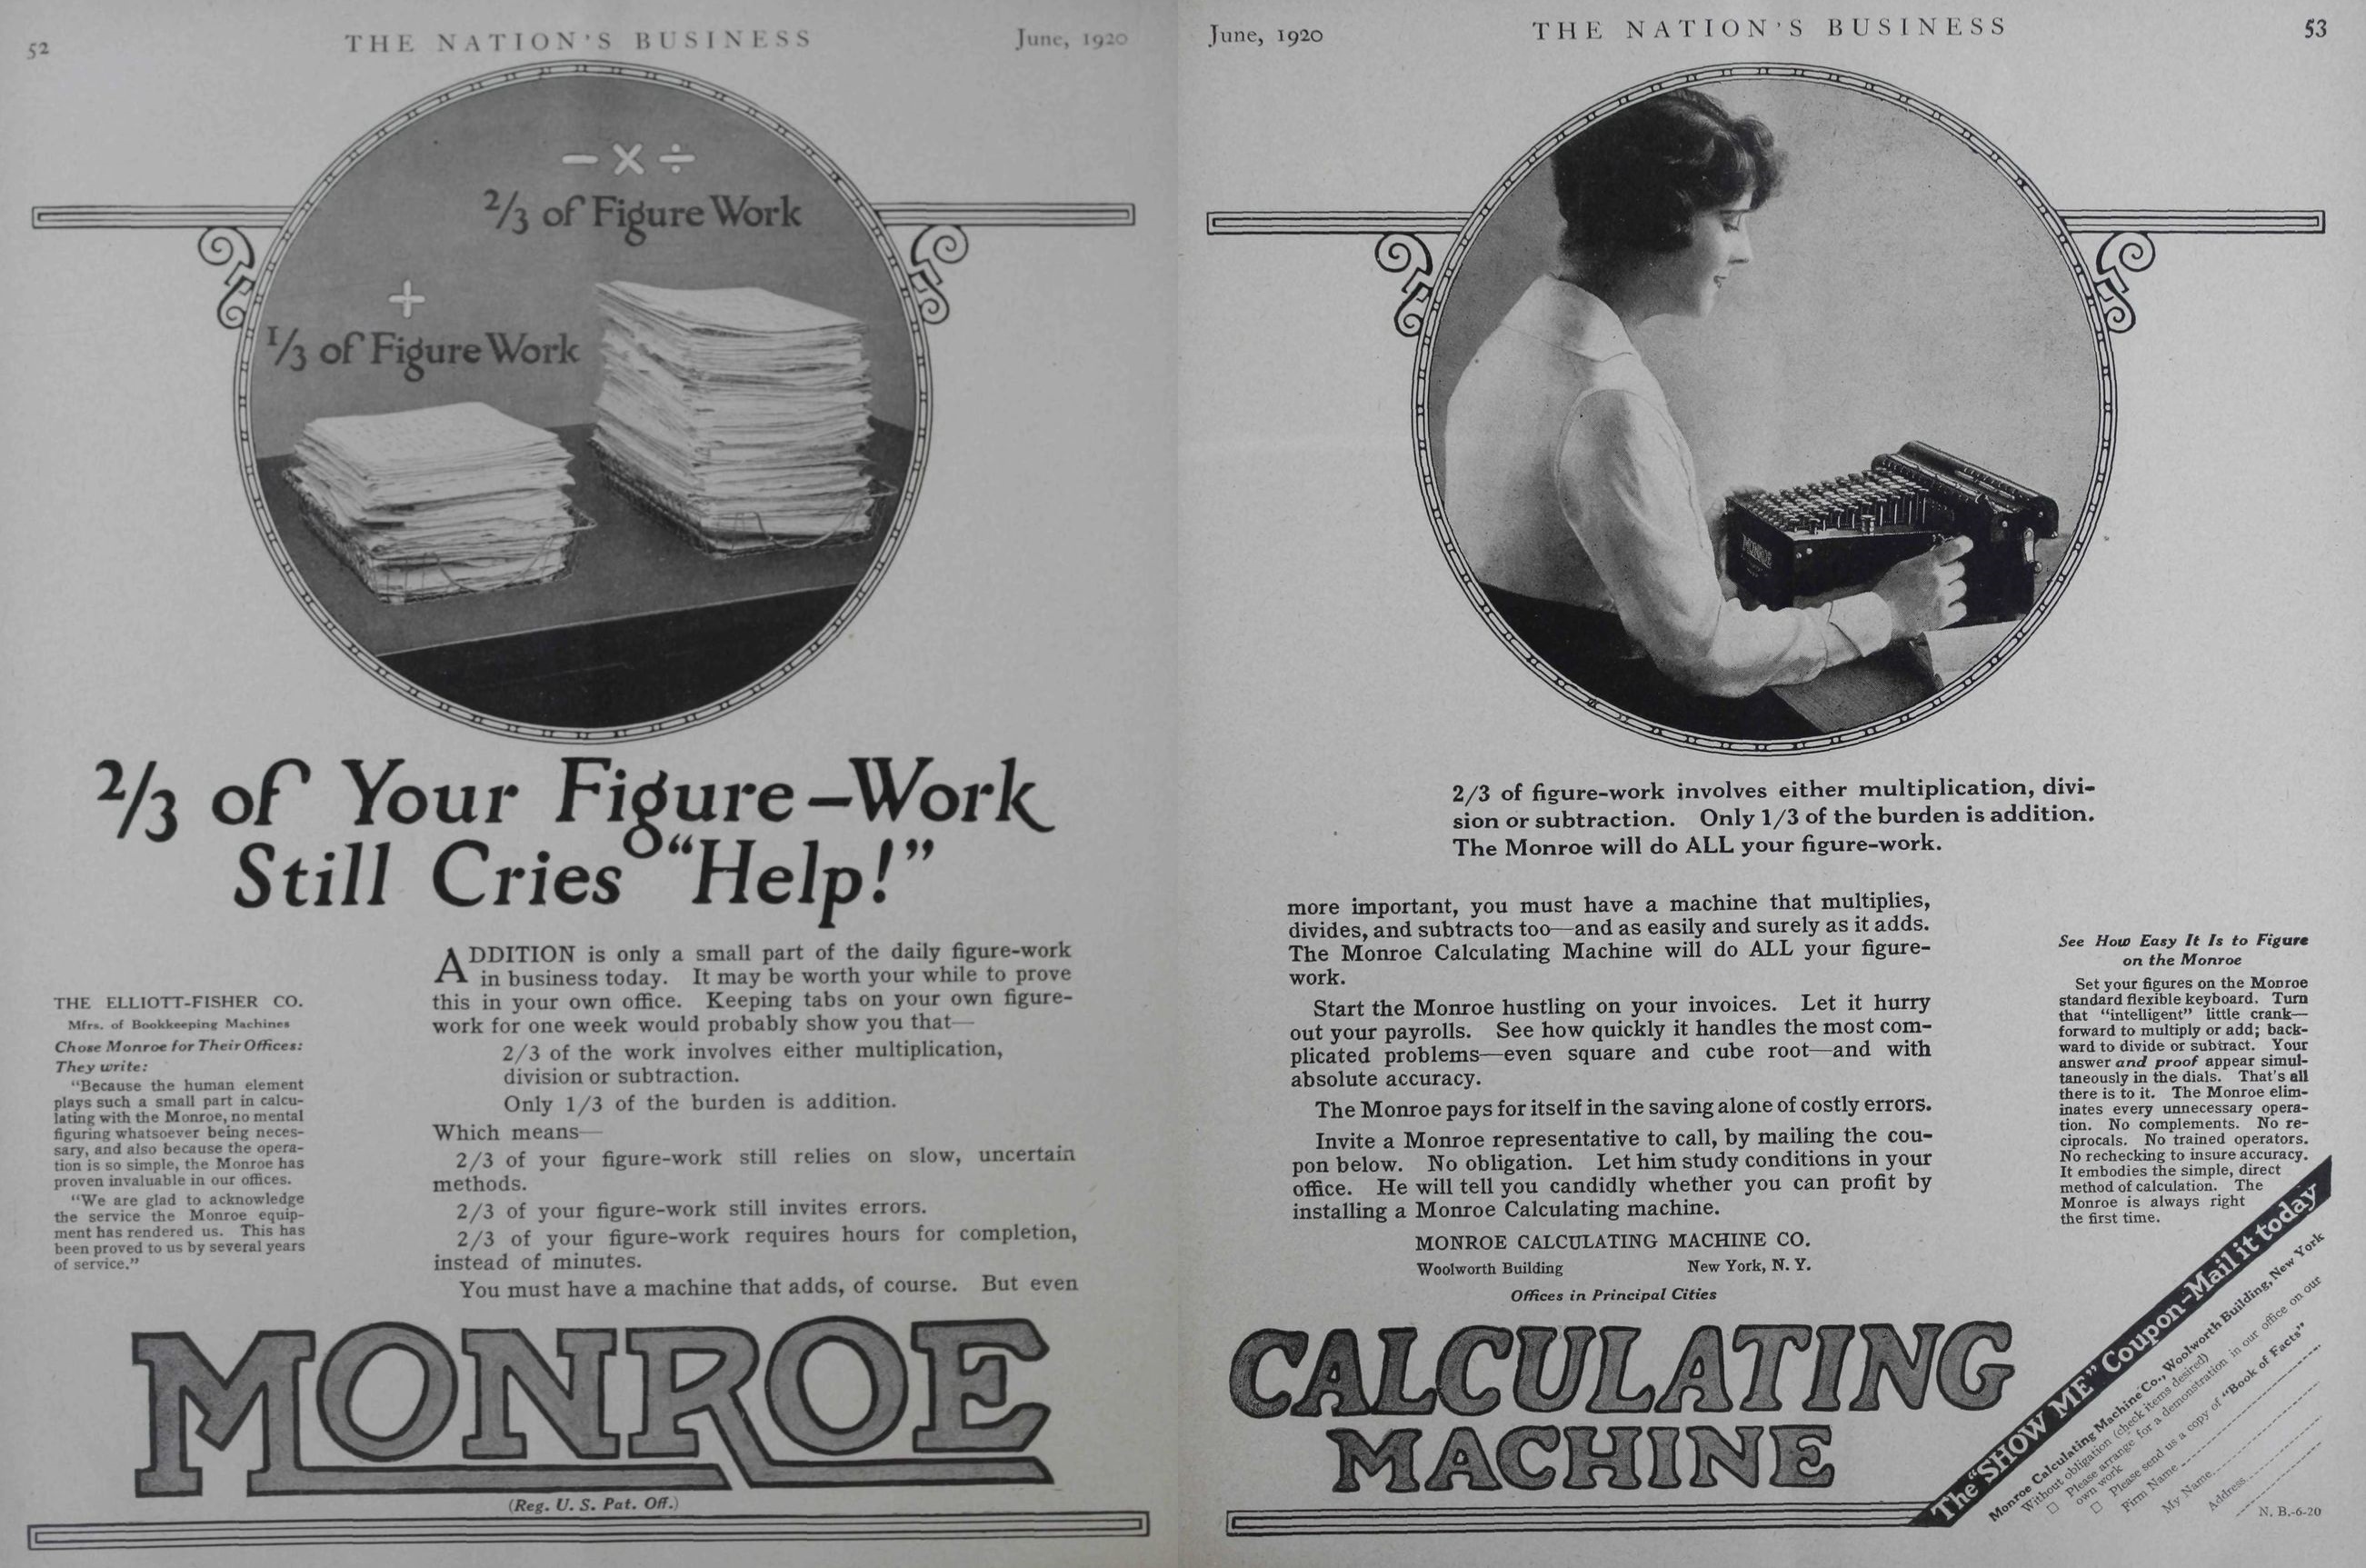 52
THE NATION'S BUSINESS
June, 1920
− × ÷
2/3 of Figure Work
+
1/3 of Figure Work
2/3 of Your Figure-Work
Still Cries "Help!"
THE ELLIOTT-FISHER CO.
Mfrs. of Bookkeeping Machines
Chose Monroe for Their Offices:
They write:
"Because the human element
plays such a small part in calcu-
lating with the Monroe, no mental
figuring whatsoever being neces-
sary, and also because the opera-
tion is so simple, the Monroe has
proven invaluable in our offices.
"We are glad to acknowledge
the service the Monroe equip-
ment has rendered us. This has
been proved to us by several years
of service."
ADDITION is only a small part of the daily figure-work
in business today. It may be worth your while to prove
this in your own office. Keeping tabs on your own figure-
work for one week would probably show you that—
2/3 of the work involves either multiplication,
division or subtraction.
Only 1/3 of the burden is addition.
Which means—
2/3 of your figure-work still relies on slow, uncertain
methods.
2/3 of your figure-work still invites errors.
2/3 of your figure-work requires hours for completion,
instead of minutes.
You must have a machine that adds, of course. But even
MONROE
(Reg. U. S. Pat. Off.)
June, 1920
THE NATION'S BUSINESS
53
MONROE
2/3 of figure-work involves either multiplication, divi-
sion or subtraction. Only 1/3 of the burden is addition.
The Monroe will do ALL your figure-work.
more important, you must have a machine that multiplies,
divides, and subtracts too—and as easily and surely as it adds.
The Monroe Calculating Machine will do ALL your figure-
work.
Start the Monroe hustling on your invoices. Let it hurry
out your payrolls. See how quickly it handles the most com-
plicated problems—even square and cube root—and with
absolute accuracy.
The Monroe pays for itself in the saving alone of costly errors.
Invite a Monroe representative to call, by mailing the cou-
pon below. No obligation. Let him study conditions in your
office. He will tell you candidly whether you can profit by
installing a Monroe Calculating machine.
MONROE CALCULATING MACHINE CO.
Woolworth Building New York, N. Y.
Offices in Principal Cities
See How Easy It Is to Figure
on the Monroe
Set your figures on the Monroe
standard flexible keyboard. Turn
that "intelligent" little crank—
forward to multiply or add; back-
ward to divide or subtract. Your
answer and proof appear simul-
taneously in the dials. That's all
there is to it. The Monroe elim-
inates every unnecessary opera-
tion. No complements. No re-
ciprocals. No trained operators.
No rechecking to insure accuracy.
It embodies the simple, direct
method of calculation. The
Monroe is always right
the first time.
CALCULATING
MACHINE
The "SHOW ME" Coupon-Mail it today
Monroe Calculating Machine Co., Woolworth Building, New York
Without obligation (check items desired)
□ Please arrange for a demonstration in our office on our
own work
□ Please send us a copy of "Book of Facts"
Firm Name
My Name
Address
N. B.-6-20